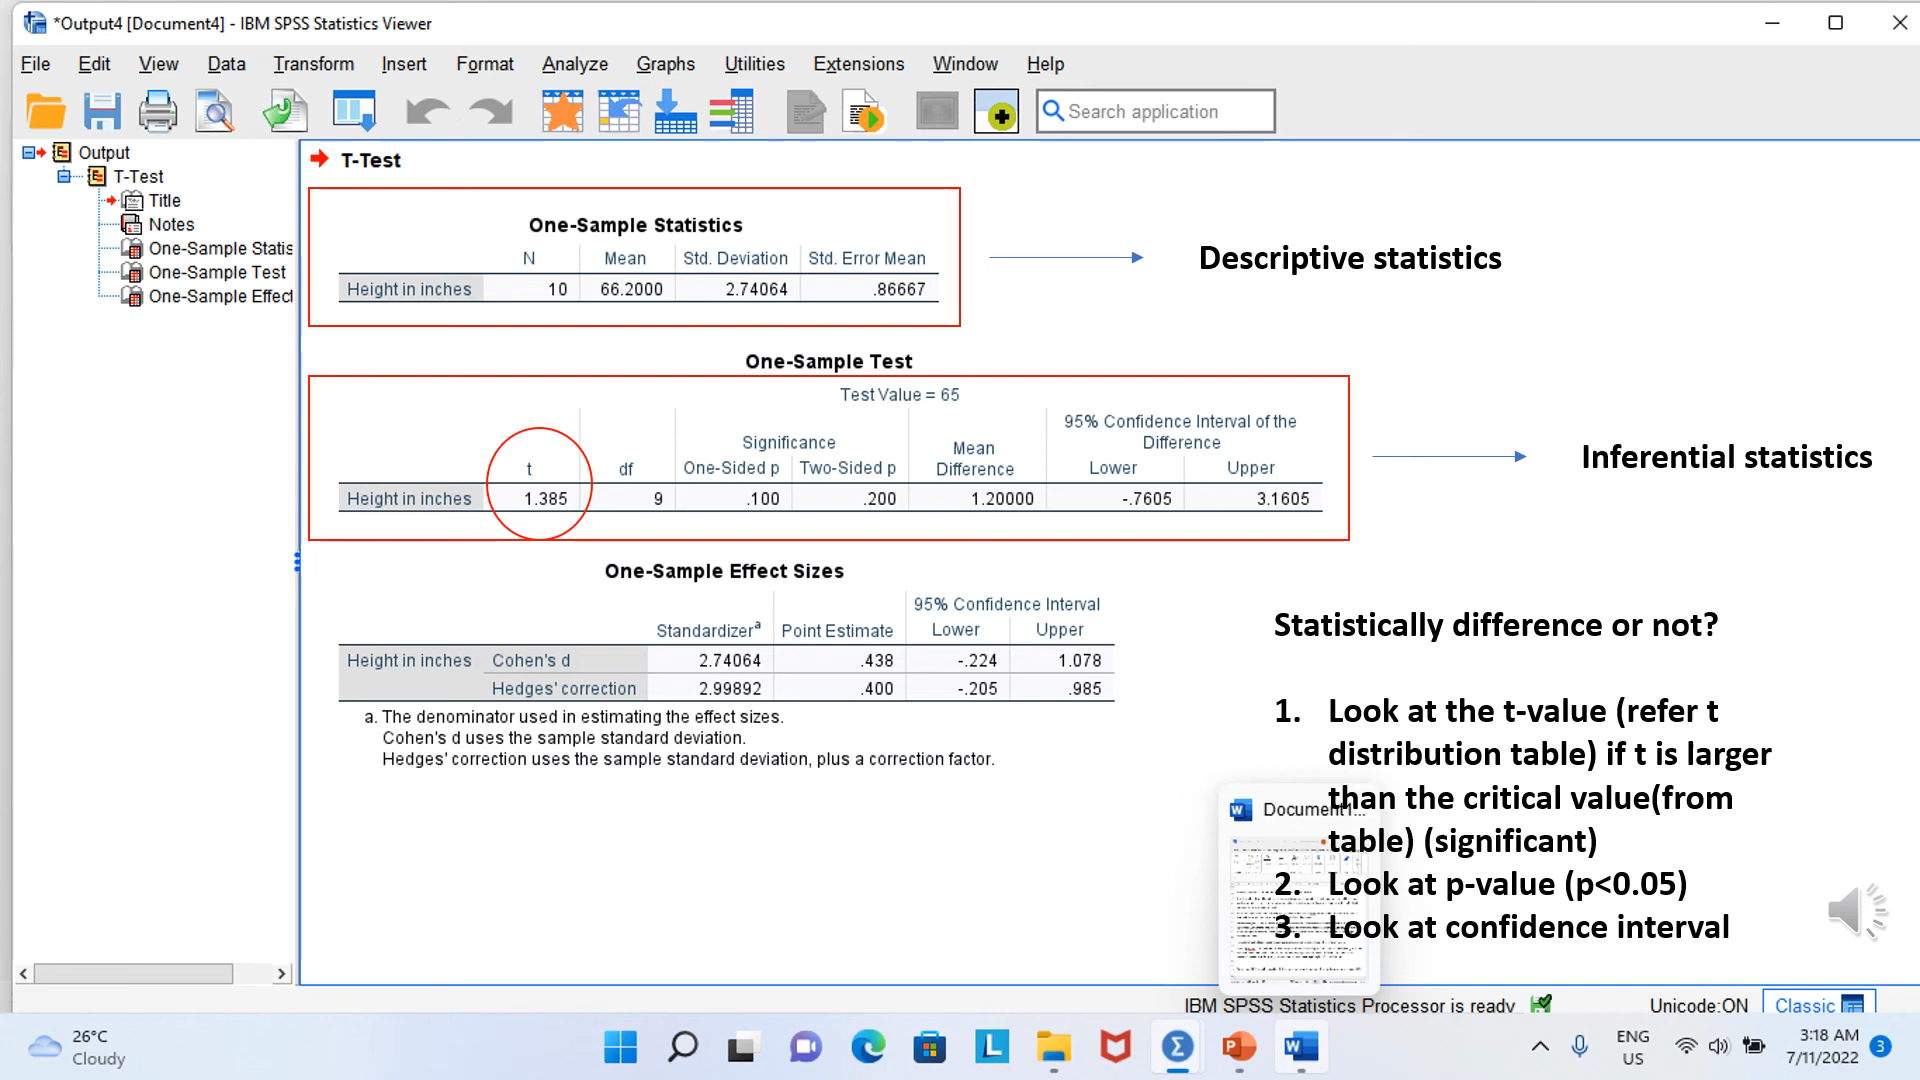 *Output4 [Document4] - IBM SPSS Statistics Viewer
File Edit View Data Transform Insert Format Analyze Graphs Utilities Extensions Window Help
Search application
Output
T-Test
Title
Notes
One-Sample Statis
One-Sample Test
One-Sample Effect
T-Test
One-Sample Statistics
N Mean Std. Deviation Std. Error Mean
Height in inches 10 66.2000 2.74064 .86667
Descriptive statistics
One-Sample Test
Test Value = 65
95% Confidence Interval of the
Significance Mean Difference
t df One-Sided p Two-Sided p Difference Lower Upper
Height in inches 1.385 9 .100 .200 1.20000 -.7605 3.1605
Inferential statistics
One-Sample Effect Sizes
95% Confidence Interval
Standardizerᵃ Point Estimate Lower Upper
Height in inches Cohen's d 2.74064 .438 -.224 1.078
Hedges' correction 2.99892 .400 -.205 .985
a. The denominator used in estimating the effect sizes.
Cohen's d uses the sample standard deviation.
Hedges' correction uses the sample standard deviation, plus a correction factor.
Statistically difference or not?
1. Look at the t-value (refer t
distribution table) if t is larger
than the critical value(from
table) (significant)
2. Look at p-value (p<0.05)
3. Look at confidence interval
Document1...
IBM SPSS Statistics Processor is ready Unicode:ON Classic
26°C
Cloudy
ENG
US
3:18 AM
7/11/2022
3